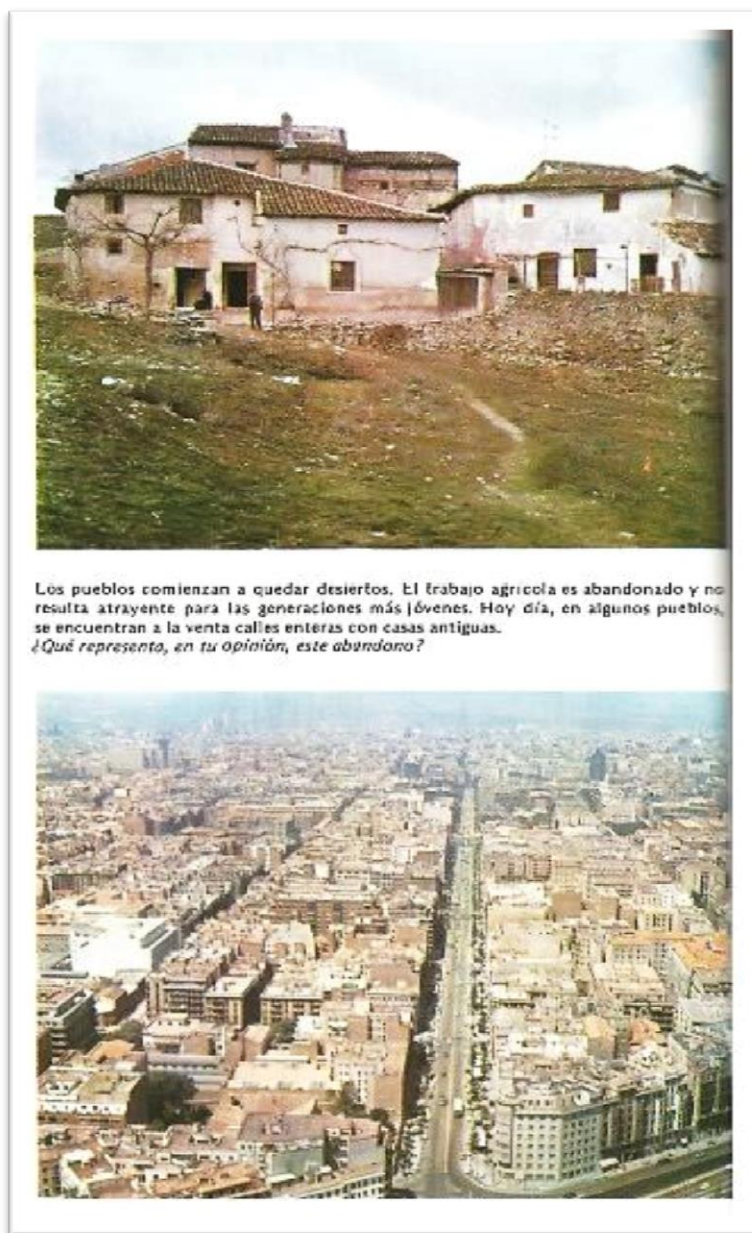 Los pueblos comienzan a quedar desiertos. El trabajo agrícola es abandonado y no
resulta atrayente para las generaciones más jóvenes. Hoy día, en algunos pueblos,
se encuentran a la venta calles enteras con casas antiguas.
¿Qué representa, en tu opinión, este abandono?